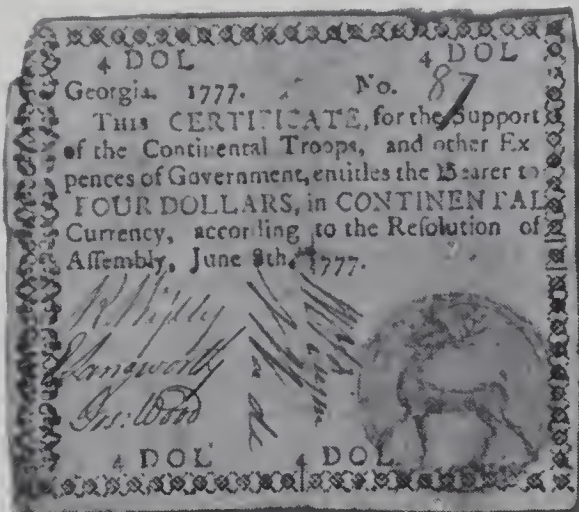 4 DOL 4 DOL
Georgia. 1777. No. 87
THIS CERTIFICATE, for the Support
of the Continental Troops, and other Ex
pences of Government, entitles the Bearer to
FOUR DOLLARS, in CONTINENTAL
Currency, according to the Reſolution of
Aſſembly, June 8th, 1777.
Jno. Wood
4 DOL 4 DOL